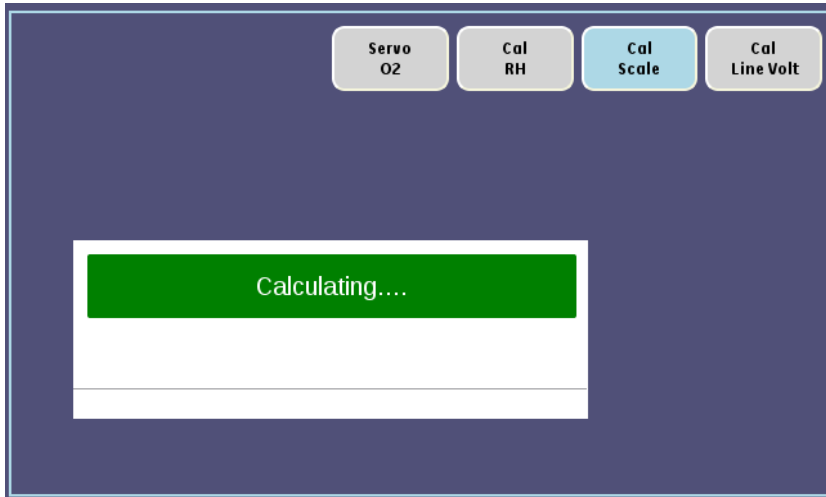 Servo
O2
Cal
RH
Cal
Scale
Cal
Line Volt
Calculating....